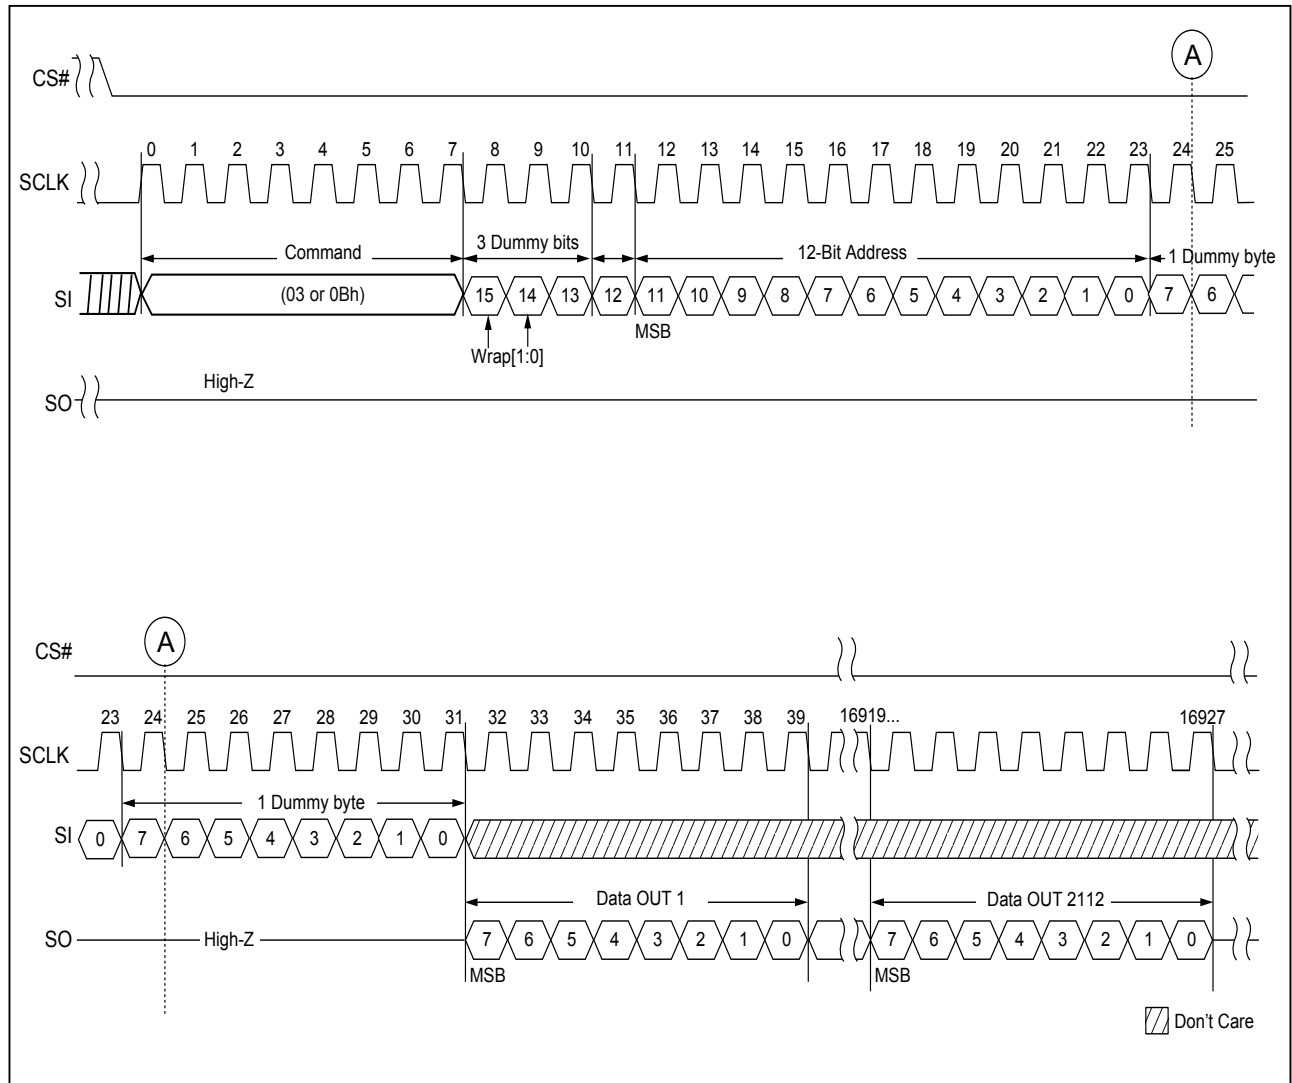 A
CS#
0 1 2 3 4 5 6 7 8 9 10 11 12 13 14 15 16 17 18 19 20 21 22 23 24 25
SCLK
Command 3 Dummy bits 12-Bit Address 1 Dummy byte
SI (03 or 0Bh) 15 14 13 12 11 10 9 8 7 6 5 4 3 2 1 0 7 6
MSB
Wrap[1:0]
High-Z
SO
A
CS#
23 24 25 26 27 28 29 30 31 32 33 34 35 36 37 38 39 16919... 16927
SCLK
1 Dummy byte
SI 0 7 6 5 4 3 2 1 0
Data OUT 1 Data OUT 2112
SO High-Z 7 6 5 4 3 2 1 0 7 6 5 4 3 2 1 0
MSB MSB
Don't Care